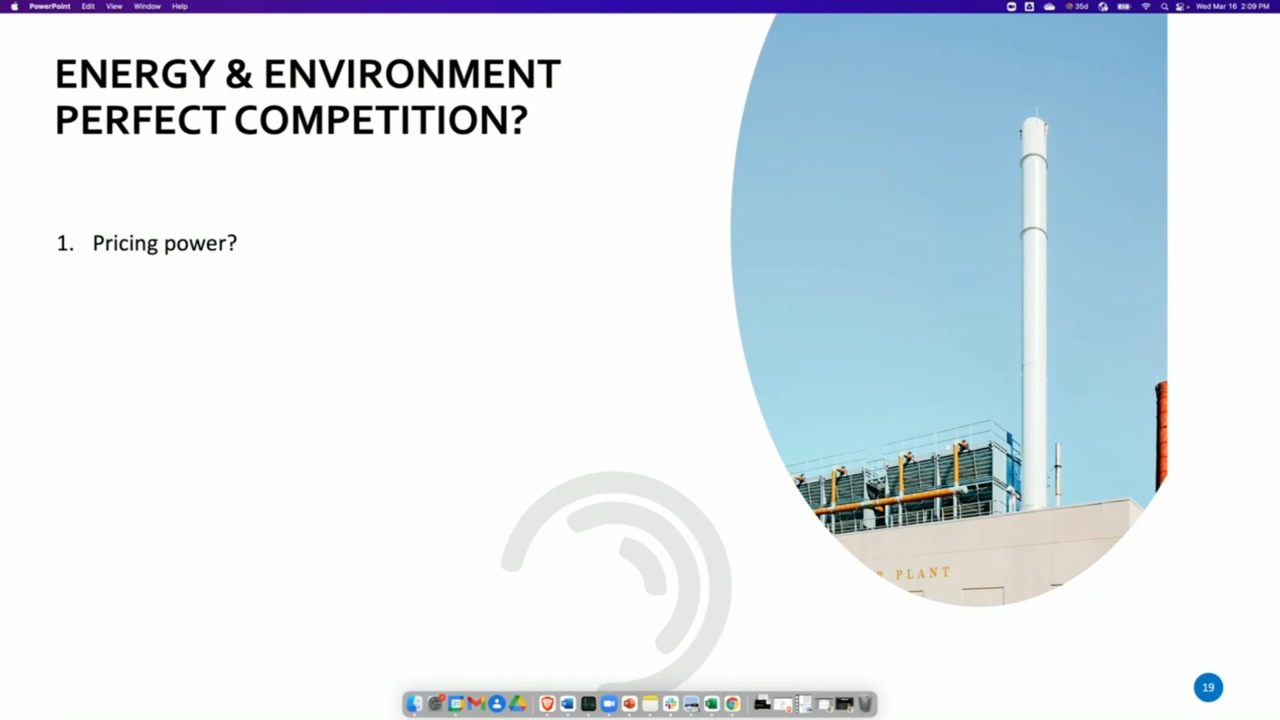 PowerPoint Edit View Window Help
35d
Wed Mar 16 2:09 PM
ENERGY & ENVIRONMENT
PERFECT COMPETITION?
1. Pricing power?
PLANT
19